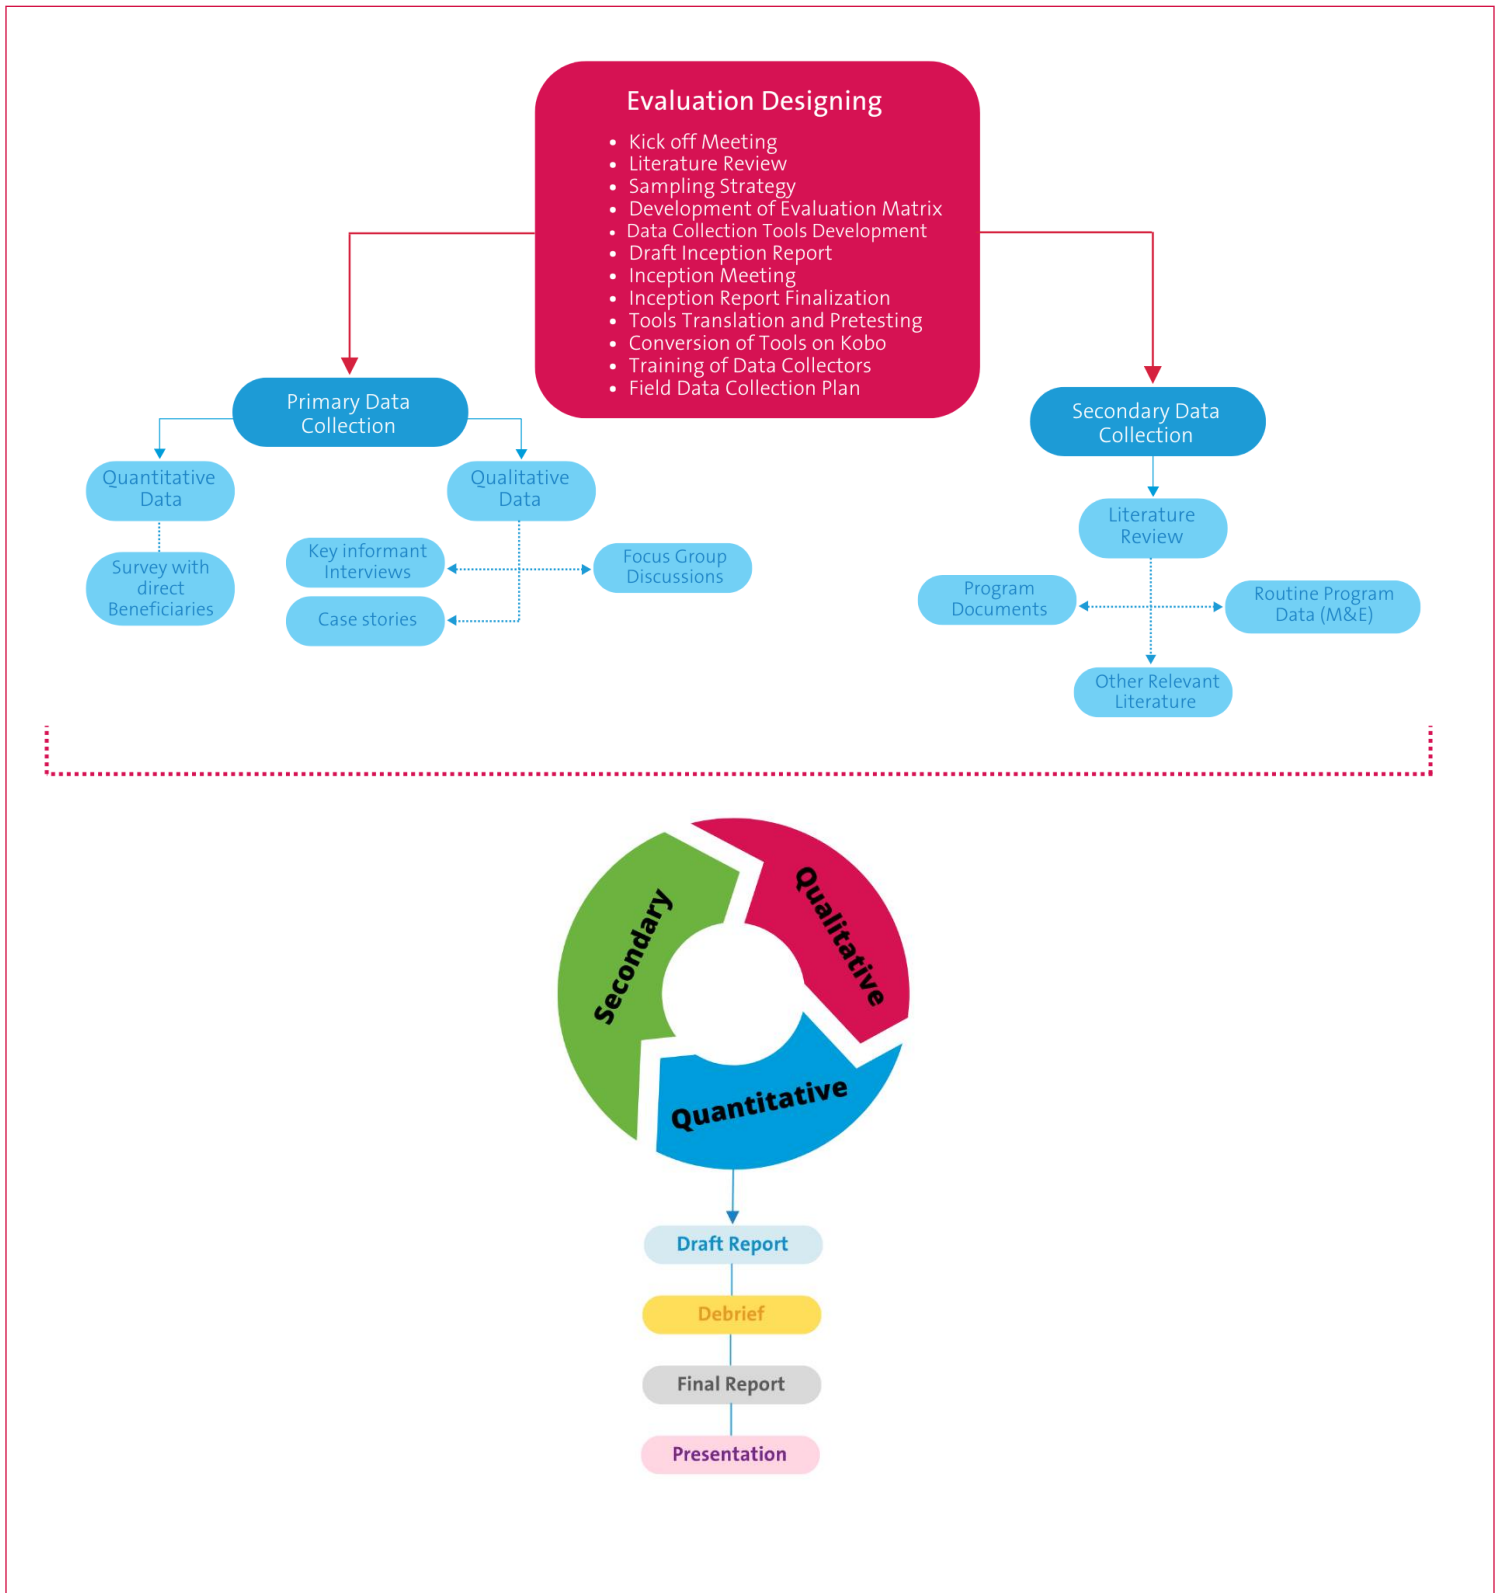 Evaluation Designing
• Kick off Meeting
• Literature Review
• Sampling Strategy
• Development of Evaluation Matrix
• Data Collection Tools Development
• Draft Inception Report
• Inception Meeting
• Inception Report Finalization
• Tools Translation and Pretesting
• Conversion of Tools on Kobo
• Training of Data Collectors
• Field Data Collection Plan
Primary Data
Collection
Quantitative
Data
Survey with
direct
Beneficiaries
Qualitative
Data
Key informant
Interviews
Focus Group
Discussions
Case stories
Secondary Data
Collection
Literature
Review
Program
Documents
Routine Program
Data (M&E)
Other Relevant
Literature
Secondary
Qualitative
Quantitative
Draft Report
Debrief
Final Report
Presentation